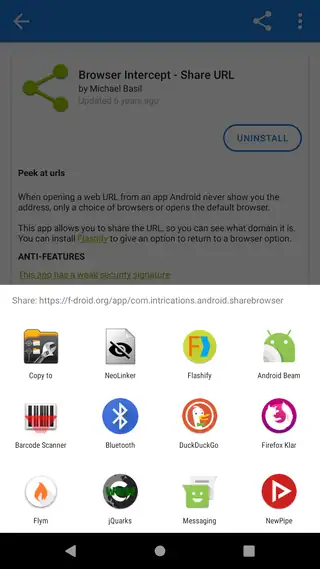 Browser Intercept - Share URL
by Michael Basil
Updated 6 years ago
UNINSTALL
Peek at urls
When opening a web URL from an app Android never show you the
address, only a choice of browsers or opens the default browser.
This app allows you to share the URL, so you can see what domain it is.
You can install Flashify to give an option to return to a browser option.
ANTI-FEATURES
This app has a weak security signature
Share: https://f-droid.org/app/com.intrications.android.sharebrowser
Copy to
NeoLinker
Flashify
Android Beam
Barcode Scanner
Bluetooth
DuckDuckGo
Firefox Klar
Flym
jQuarks
Messaging
NewPipe